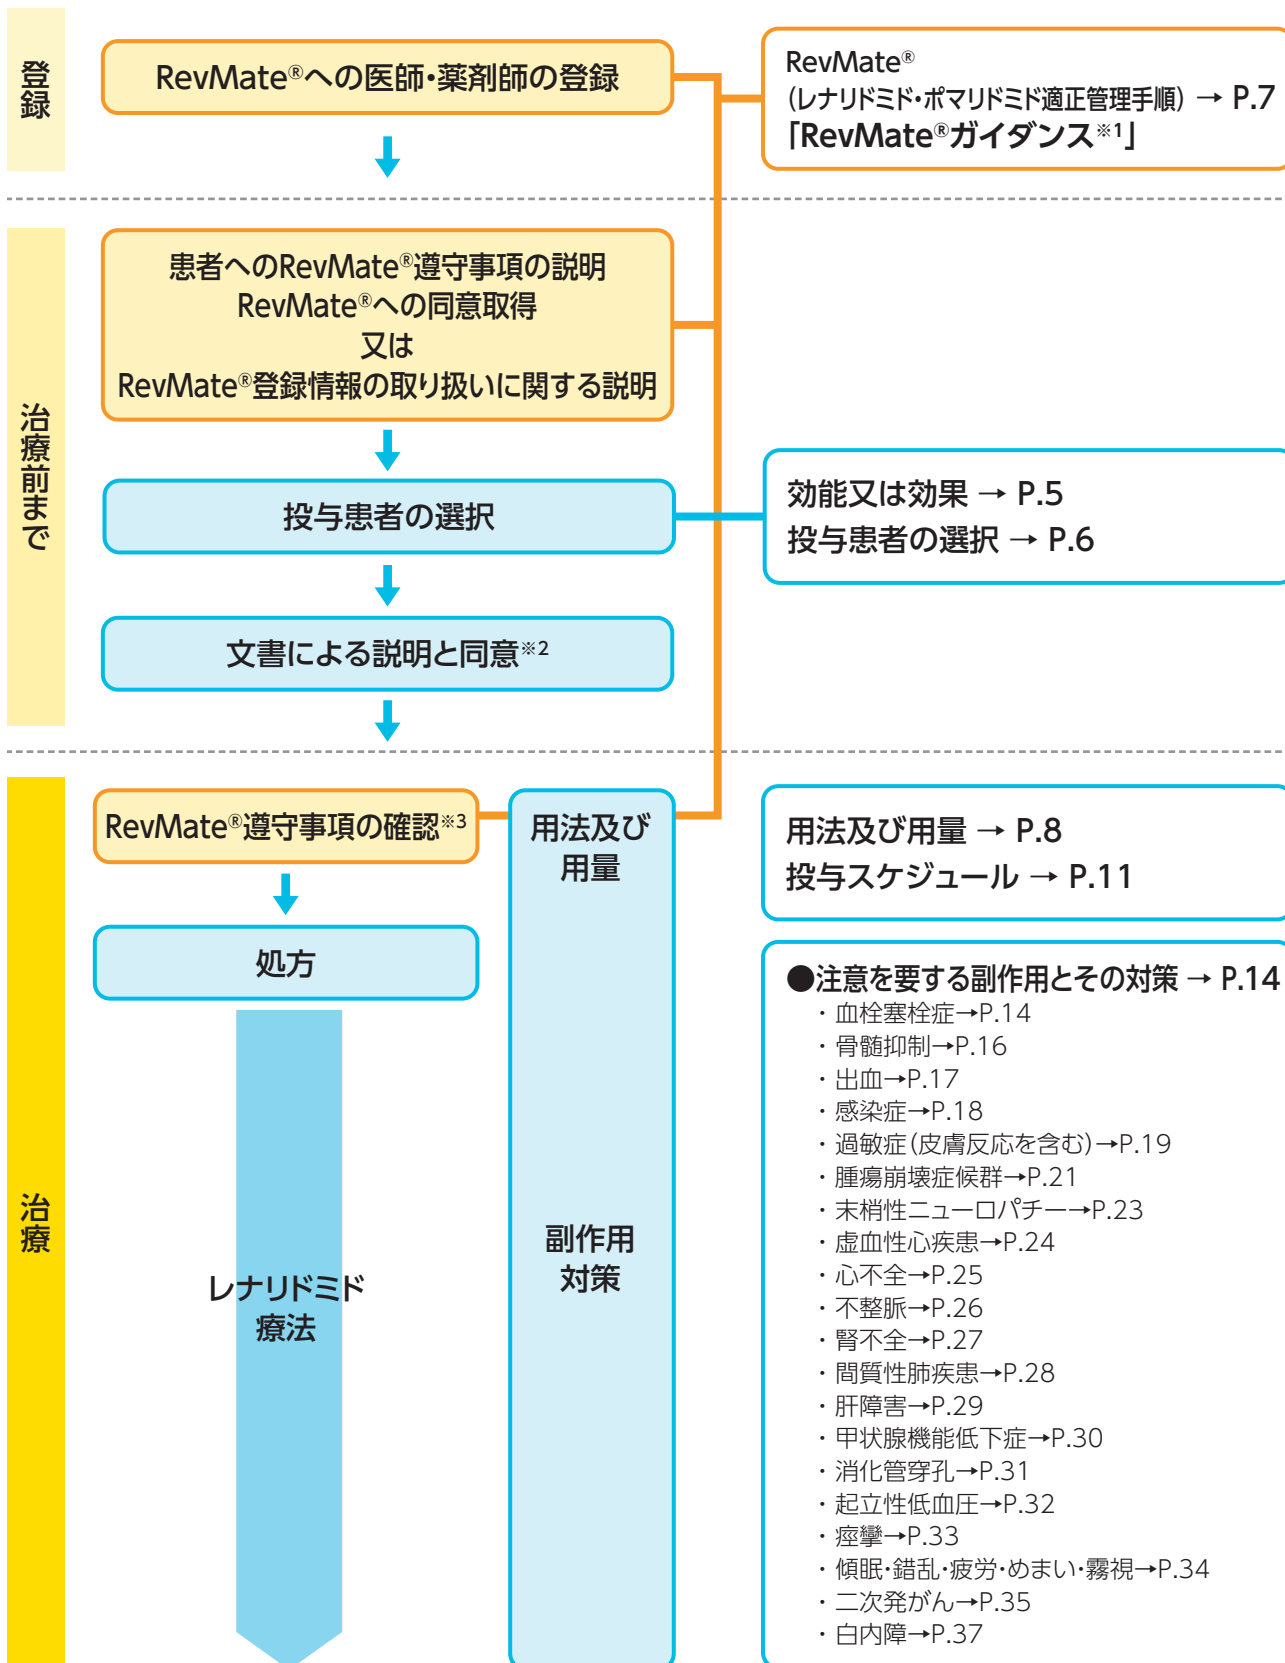 登録
RevMate®への医師・薬剤師の登録
RevMate®
(レナリドミド・ポマリドミド適正管理手順) → P.7
「RevMate®ガイダンス※1」
治療前まで
患者へのRevMate®遵守事項の説明
RevMate®への同意取得
又は
RevMate®登録情報の取り扱いに関する説明
投与患者の選択
効能又は効果 → P.5
投与患者の選択 → P.6
文書による説明と同意※2
治療
RevMate®遵守事項の確認※3
処方
レナリドミド
療法
用法及び
用量
副作用
対策
用法及び用量 → P.8
投与スケジュール → P.11
●注意を要する副作用とその対策 → P.14
・血栓塞栓症→P.14
・骨髄抑制→P.16
・出血→P.17
・感染症→P.18
・過敏症(皮膚反応を含む)→P.19
・腫瘍崩壊症候群→P.21
・末梢性ニューロパチー→P.23
・虚血性心疾患→P.24
・心不全→P.25
・不整脈→P.26
・腎不全→P.27
・間質性肺疾患→P.28
・肝障害→P.29
・甲状腺機能低下症→P.30
・消化管穿孔→P.31
・起立性低血圧→P.32
・痙攣→P.33
・傾眠・錯乱・疲労・めまい・霧視→P.34
・二次発がん→P.35
・白内障→P.37